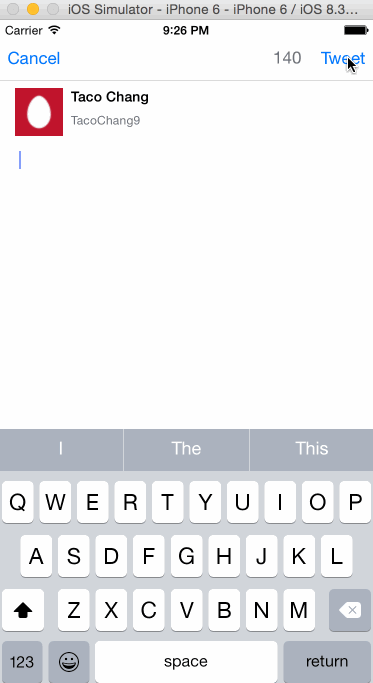 iOS Simulator - iPhone 6 - iPhone 6 / iOS 8.3...
Carrier 9:26 PM
Cancel 140 Tweet
Taco Chang
TacoChang9
I The This
Q W E R T Y U I O P
A S D F G H J K L
Z X C V B N M
123 space return